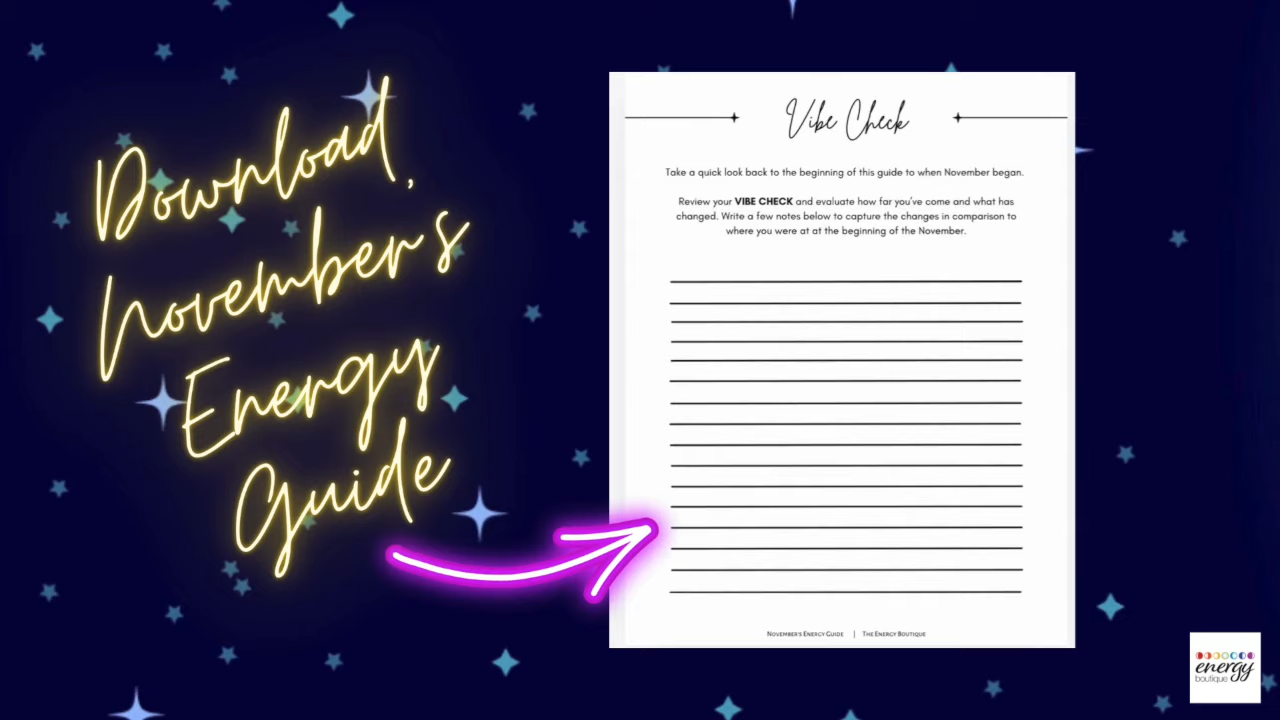 Download,
November's
Energy
Guide
Vibe Check
Take a quick look back to the beginning of this guide to when November began.
Review your VIBE CHECK and evaluate how far you've come and what has
changed. Write a few notes below to capture the changes in comparison to
where you were at at the beginning of the November.
November's Energy Guide | The Energy Boutique
energy
boutique